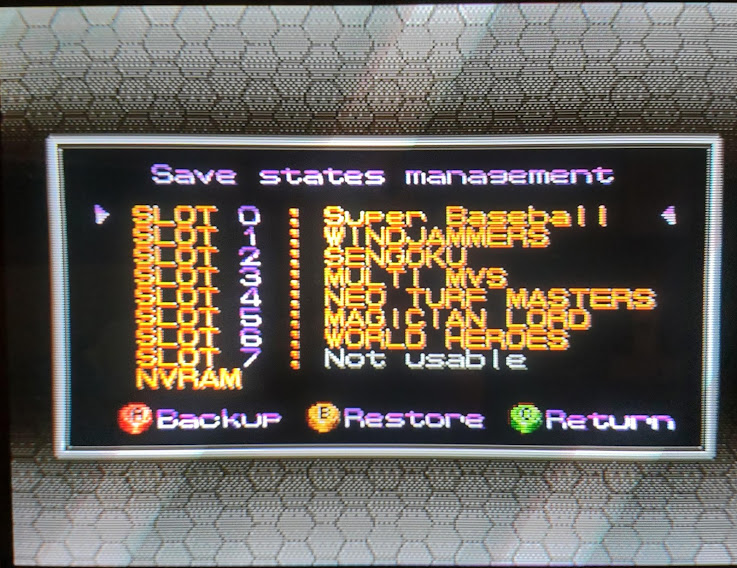 Save states management
SLOT 0 : Super Baseball
SLOT 1 : WINDJAMMERS
SLOT 2 : SENGOKU
SLOT 3 : MULTI MVS
SLOT 4 : NEO TURF MASTERS
SLOT 5 : MAGICIAN LORD
SLOT 6 : WORLD HEROES
SLOT 7 : Not usable
NVRAM
A Backup B Restore C Return